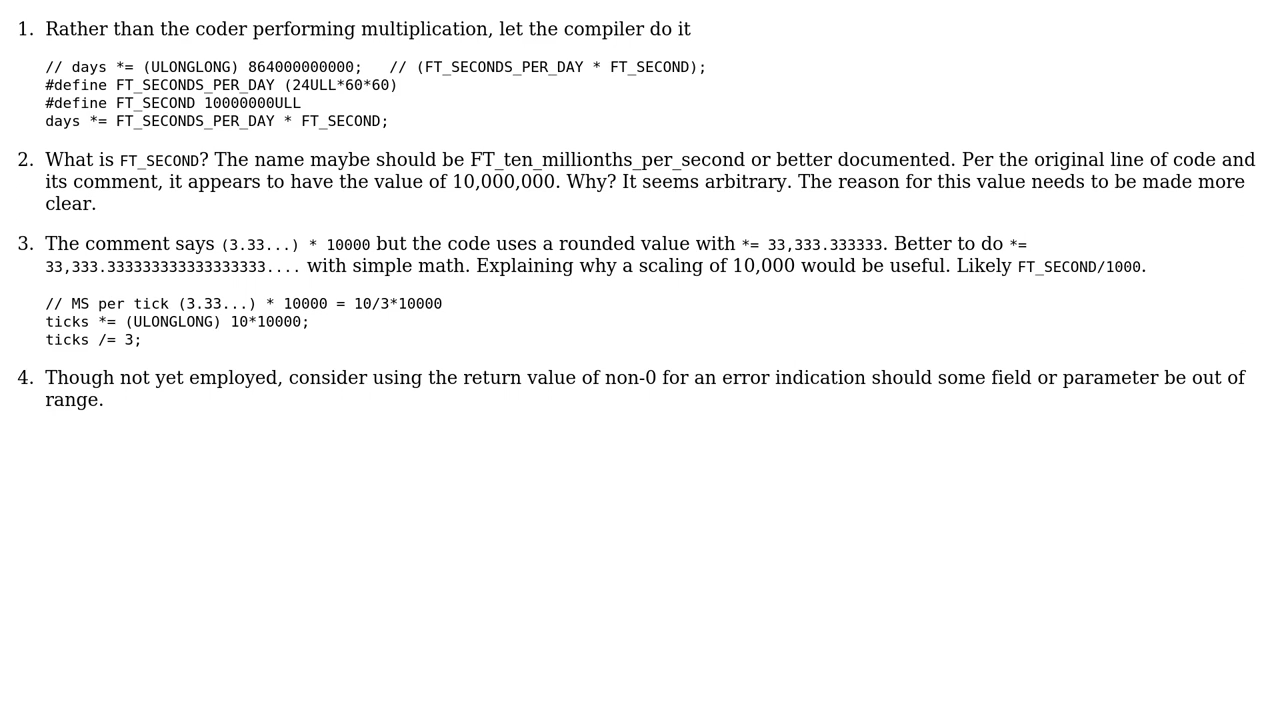 1. Rather than the coder performing multiplication, let the compiler do it
// days *= (ULONGLONG) 864000000000;   // (FT_SECONDS_PER_DAY * FT_SECOND);
#define FT_SECONDS_PER_DAY (24ULL*60*60)
#define FT_SECOND 10000000ULL
days *= FT_SECONDS_PER_DAY * FT_SECOND;
2. What is FT_SECOND? The name maybe should be FT_ten_millionths_per_second or better documented. Per the original line of code and
its comment, it appears to have the value of 10,000,000. Why? It seems arbitrary. The reason for this value needs to be made more
clear.
3. The comment says (3.33...) * 10000 but the code uses a rounded value with *= 33,333.333333. Better to do *=
33,333.333333333333333333.... with simple math. Explaining why a scaling of 10,000 would be useful. Likely FT_SECOND/1000.
// MS per tick (3.33...) * 10000 = 10/3*10000
ticks *= (ULONGLONG) 10*10000;
ticks /= 3;
4. Though not yet employed, consider using the return value of non-0 for an error indication should some field or parameter be out of
range.